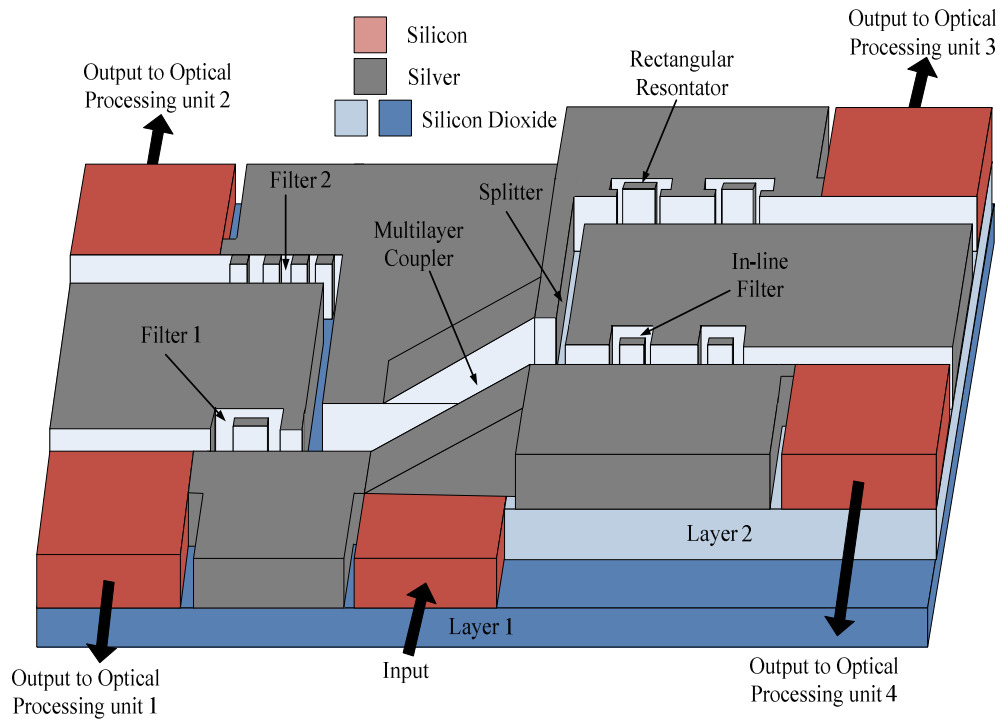 Silicon
Silver
Silicon Dioxide
Output to Optical
Processing unit 2
Output to Optical
Processing unit 3
Rectangular
Resontator
Filter 2
Splitter
Multilayer
Coupler
In-line
Filter
Filter 1
Layer 2
Layer 1
Input
Output to Optical
Processing unit 1
Output to Optical
Processing unit 4